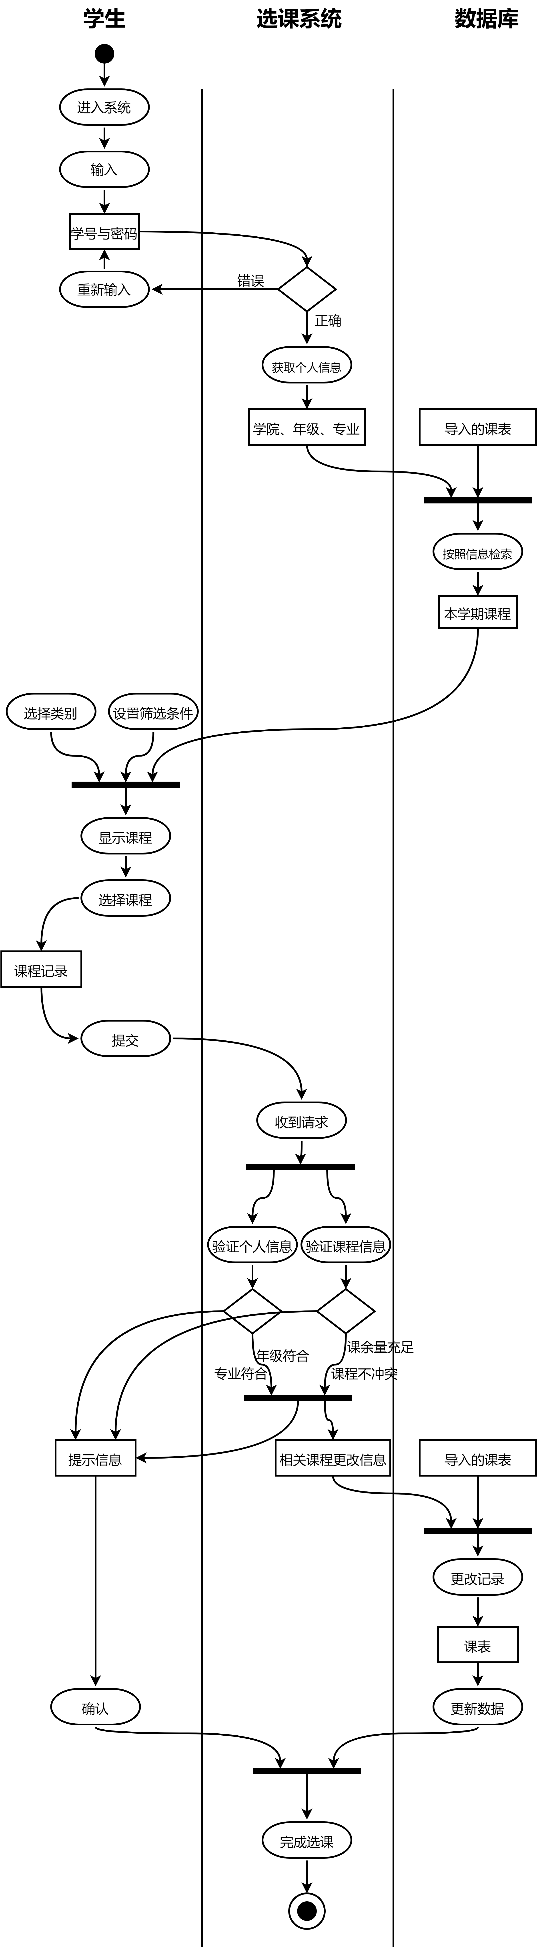 学生
选课系统
数据库
进入系统
输入
学号与密码
错误
重新输入
正确
获取个人信息
学院、年级、专业
导入的课表
按照信息检索
本学期课程
选择类别
设置筛选条件
显示课程
选择课程
课程记录
提交
收到请求
验证个人信息
验证课程信息
课余量充足
年级符合
专业符合
课程不冲突
提示信息
相关课程更改信息
导入的课表
更改记录
课表
确认
更新数据
完成选课